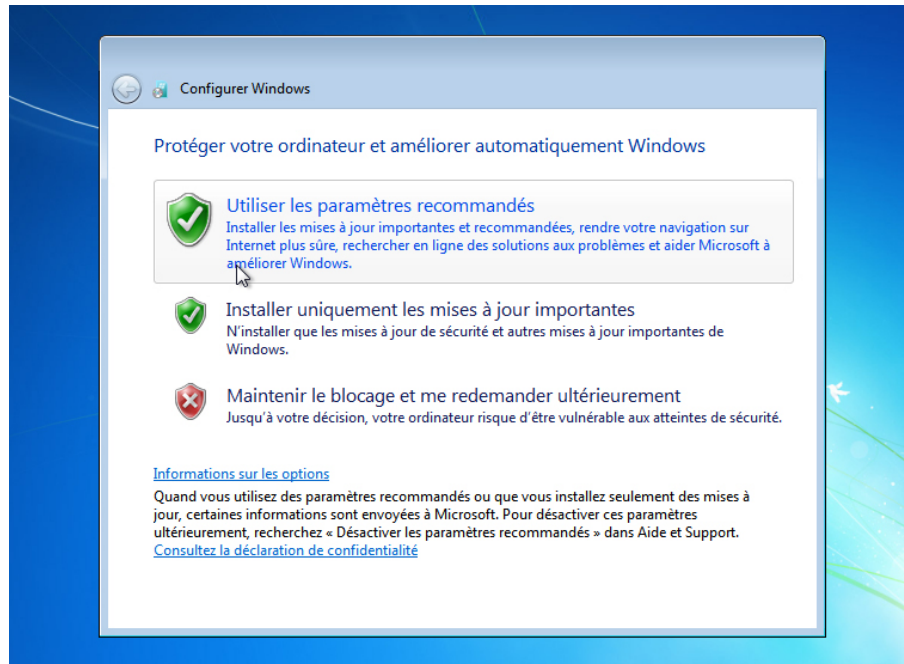 Configurer Windows
Protéger votre ordinateur et améliorer automatiquement Windows
Utiliser les paramètres recommandés
Installer les mises à jour importantes et recommandées, rendre votre navigation sur
Internet plus sûre, rechercher en ligne des solutions aux problèmes et aider Microsoft à
améliorer Windows.
Installer uniquement les mises à jour importantes
N'installer que les mises à jour de sécurité et autres mises à jour importantes de
Windows.
Maintenir le blocage et me redemander ultérieurement
Jusqu'à votre décision, votre ordinateur risque d'être vulnérable aux atteintes de sécurité.
Informations sur les options
Quand vous utilisez des paramètres recommandés ou que vous installez seulement des mises à
jour, certaines informations sont envoyées à Microsoft. Pour désactiver ces paramètres
ultérieurement, recherchez « Désactiver les paramètres recommandés » dans Aide et Support.
Consultez la déclaration de confidentialité